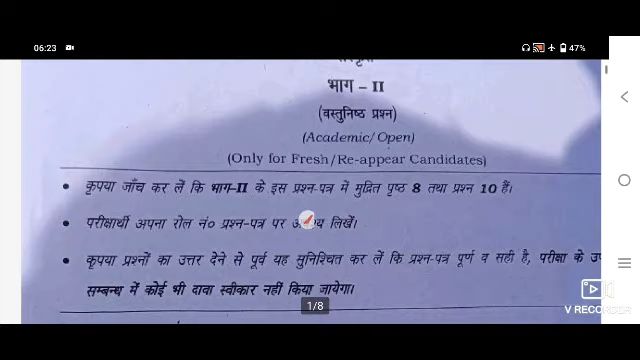 06:23
47%
संस्कृत
भाग – II
(वस्तुनिष्ठ प्रश्न)
(Academic/Open)
(Only for Fresh/Re-appear Candidates)
• कृपया जाँच कर लें कि भाग-II के इस प्रश्न-पत्र में मुद्रित पृष्ठ 8 तथा प्रश्न 10 हैं।
• परीक्षार्थी अपना रोल नं० प्रश्न-पत्र पर लिखें।
• कृपया प्रश्नों का उत्तर देने से पूर्व यह सुनिश्चित कर लें कि प्रश्न-पत्र पूर्ण व सही है, परीक्षा के
सम्बन्ध में कोई भी दावा स्वीकार नहीं किया जायेगा।
1/8
V RECORDER